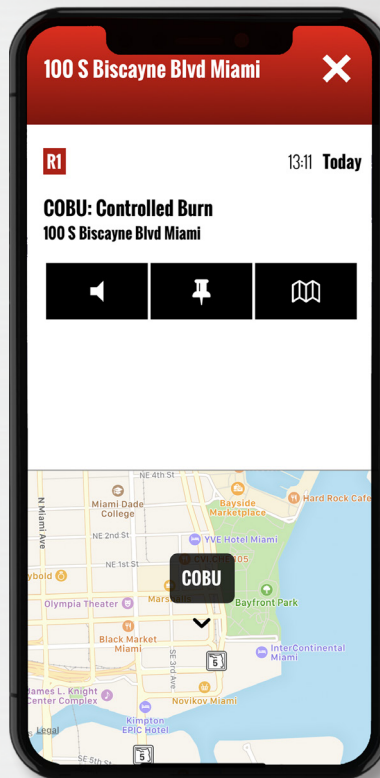 100 S Biscayne Blvd Miami
R1
13:11 Today
COBU: Controlled Burn
100 S Biscayne Blvd Miami
NE 4th St
N Miami Ave
Miami Dade
College
Bayside
Marketplace
Hard Rock Cafe
NE 2nd St
YVE Hotel Miami
NE 1st St
COBU
Olympia Theater
Bayfront Park
Black Market
Miami
SE 3rd Ave
5
InterContinental
Miami
James L. Knight
Center Complex
Novikov Miami
Kimpton
EPIC Hotel
Legal
5
SE 5th St